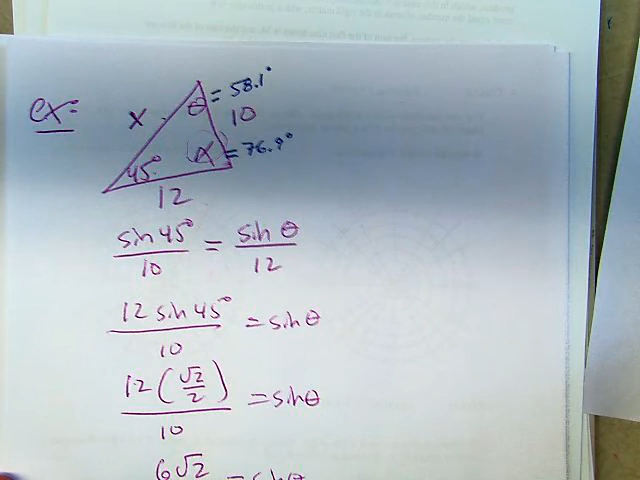 ex:
x
θ = 58.1°
10
45°
α = 76.9°
12
sin 45° / 10 = sin θ / 12
12 sin 45° / 10 = sin θ
12 (√2 / 2) / 10 = sin θ
6√2 = sin θ